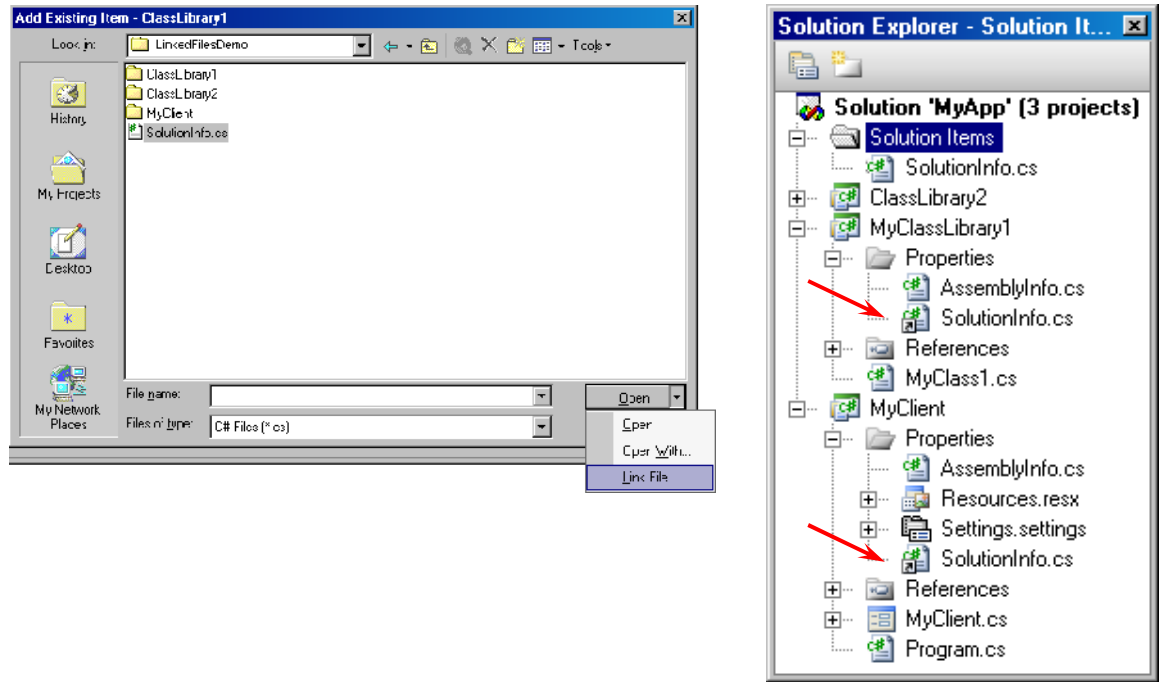 Add Existing Item - ClassLibrary1
Look in:
LinkedFilesDemo
Tools
ClassLibrary1
ClassLibrary2
MyClient
SolutionInfo.cs
History
My Projects
Desktop
Favorites
My Network
Places
File name:
Open
Files of type:
C# Files (*.cs)
Open
Open With...
Link File
Solution Explorer - Solution It...
Solution 'MyApp' (3 projects)
Solution Items
SolutionInfo.cs
ClassLibrary2
MyClassLibrary1
Properties
AssemblyInfo.cs
SolutionInfo.cs
References
MyClass1.cs
MyClient
Properties
AssemblyInfo.cs
Resources.resx
Settings.settings
SolutionInfo.cs
References
MyClient.cs
Program.cs